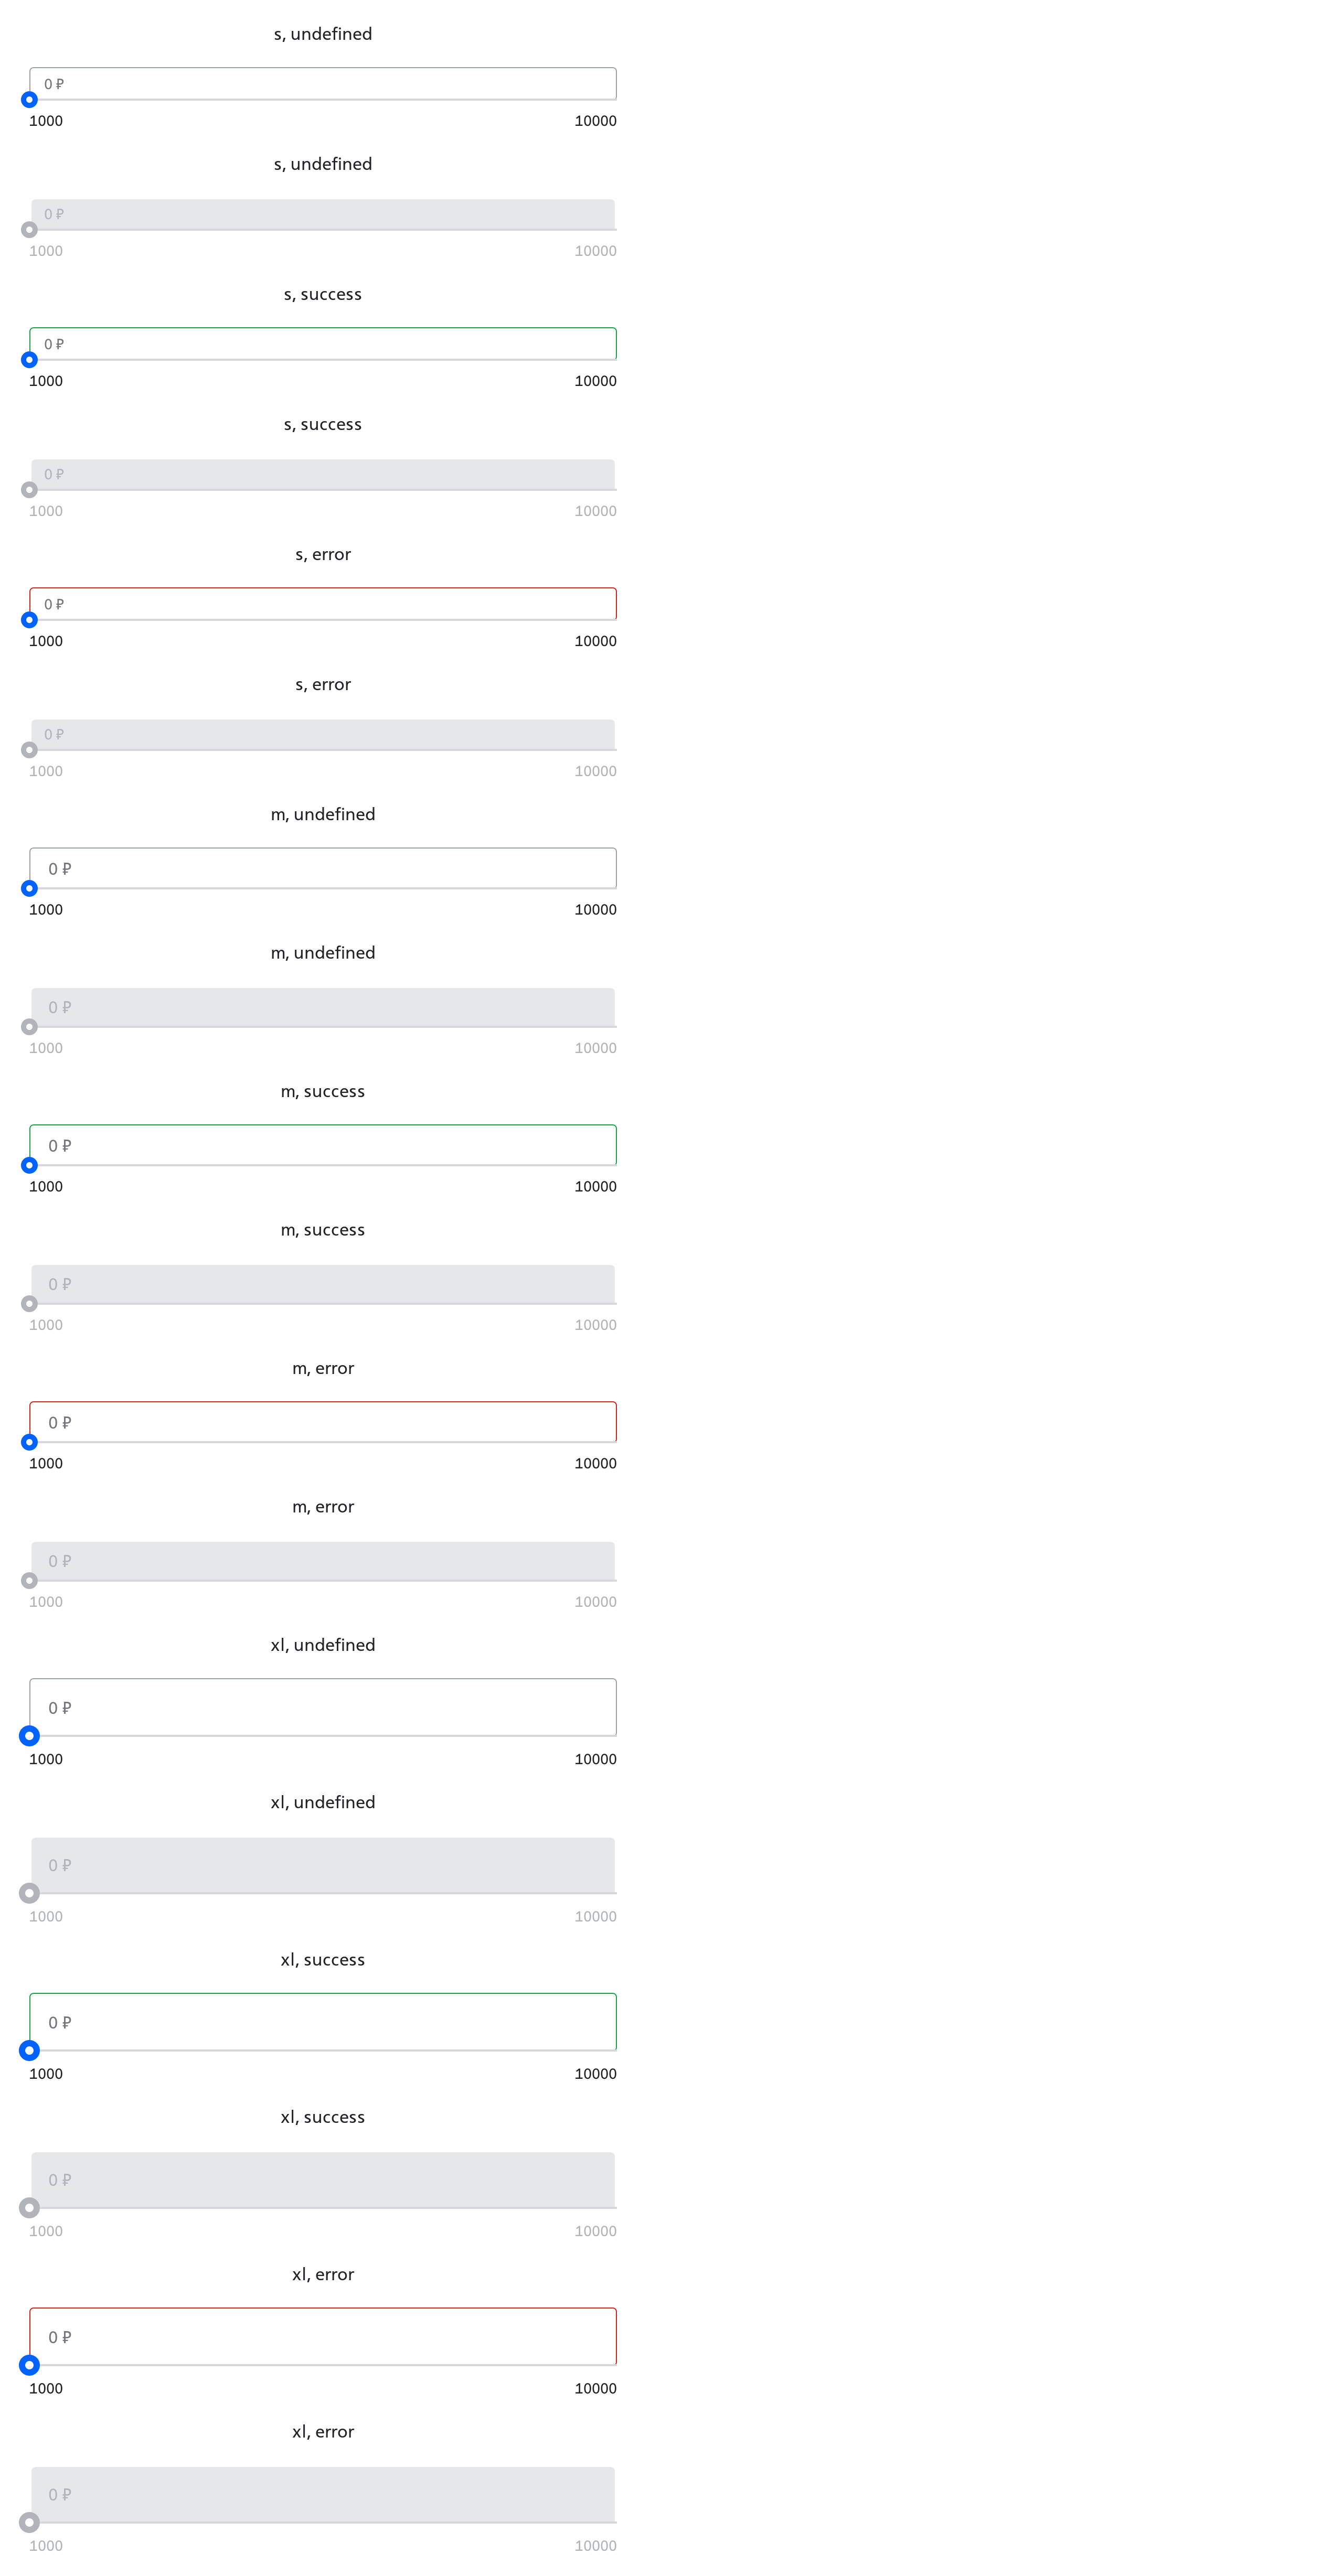 s, undefined
0 ₽
1000 10000
s, undefined
0 ₽
1000 10000
s, success
0 ₽
1000 10000
s, success
0 ₽
1000 10000
s, error
0 ₽
1000 10000
s, error
0 ₽
1000 10000
m, undefined
0 ₽
1000 10000
m, undefined
0 ₽
1000 10000
m, success
0 ₽
1000 10000
m, success
0 ₽
1000 10000
m, error
0 ₽
1000 10000
m, error
0 ₽
1000 10000
xl, undefined
0 ₽
1000 10000
xl, undefined
0 ₽
1000 10000
xl, success
0 ₽
1000 10000
xl, success
0 ₽
1000 10000
xl, error
0 ₽
1000 10000
xl, error
0 ₽
1000 10000